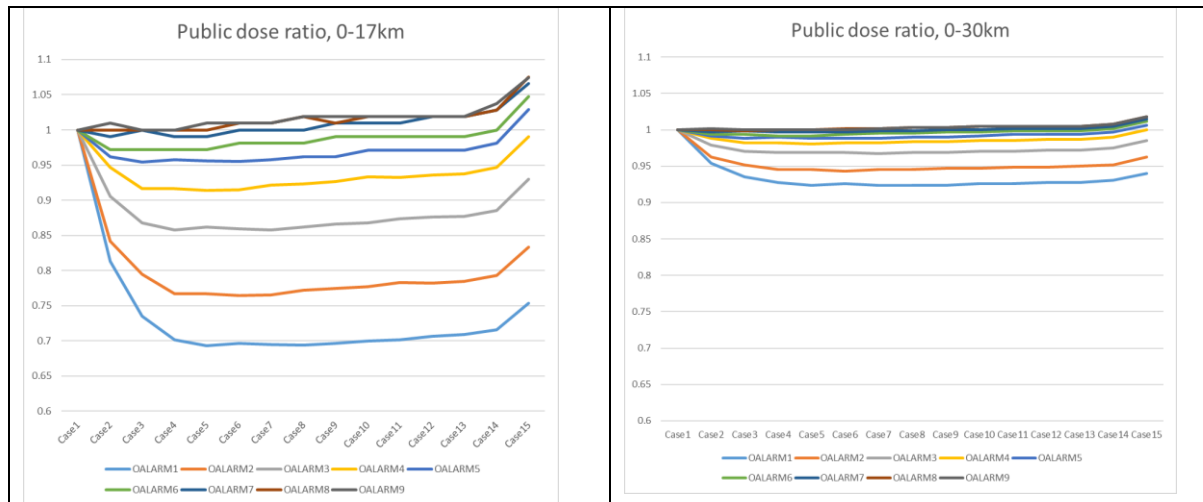 Public dose ratio, 0-17km
1.1
1.05
1
0.95
0.9
0.85
0.8
0.75
0.7
0.65
0.6
Case1 Case2 Case3 Case4 Case5 Case6 Case7 Case8 Case9 Case10 Case11 Case12 Case13 Case14 Case15
OALARM1 OALARM2 OALARM3 OALARM4 OALARM5
OALARM6 OALARM7 OALARM8 OALARM9
Public dose ratio, 0-30km
1.1
1.05
1
0.95
0.9
0.85
0.8
0.75
0.7
0.65
0.6
Case1 Case2 Case3 Case4 Case5 Case6 Case7 Case8 Case9 Case10 Case11 Case12 Case13 Case14 Case15
OALARM1 OALARM2 OALARM3 OALARM4 OALARM5
OALARM6 OALARM7 OALARM8 OALARM9